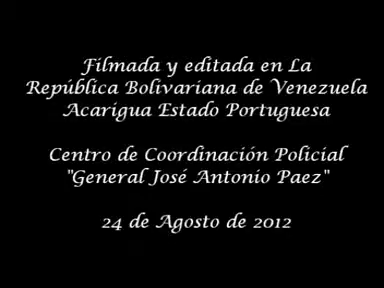 Filmada y editada en La
República Bolivariana de Venezuela
Acarigua Estado Portuguesa
Centro de Coordinación Policial
"General José Antonio Paez"
24 de Agosto de 2012